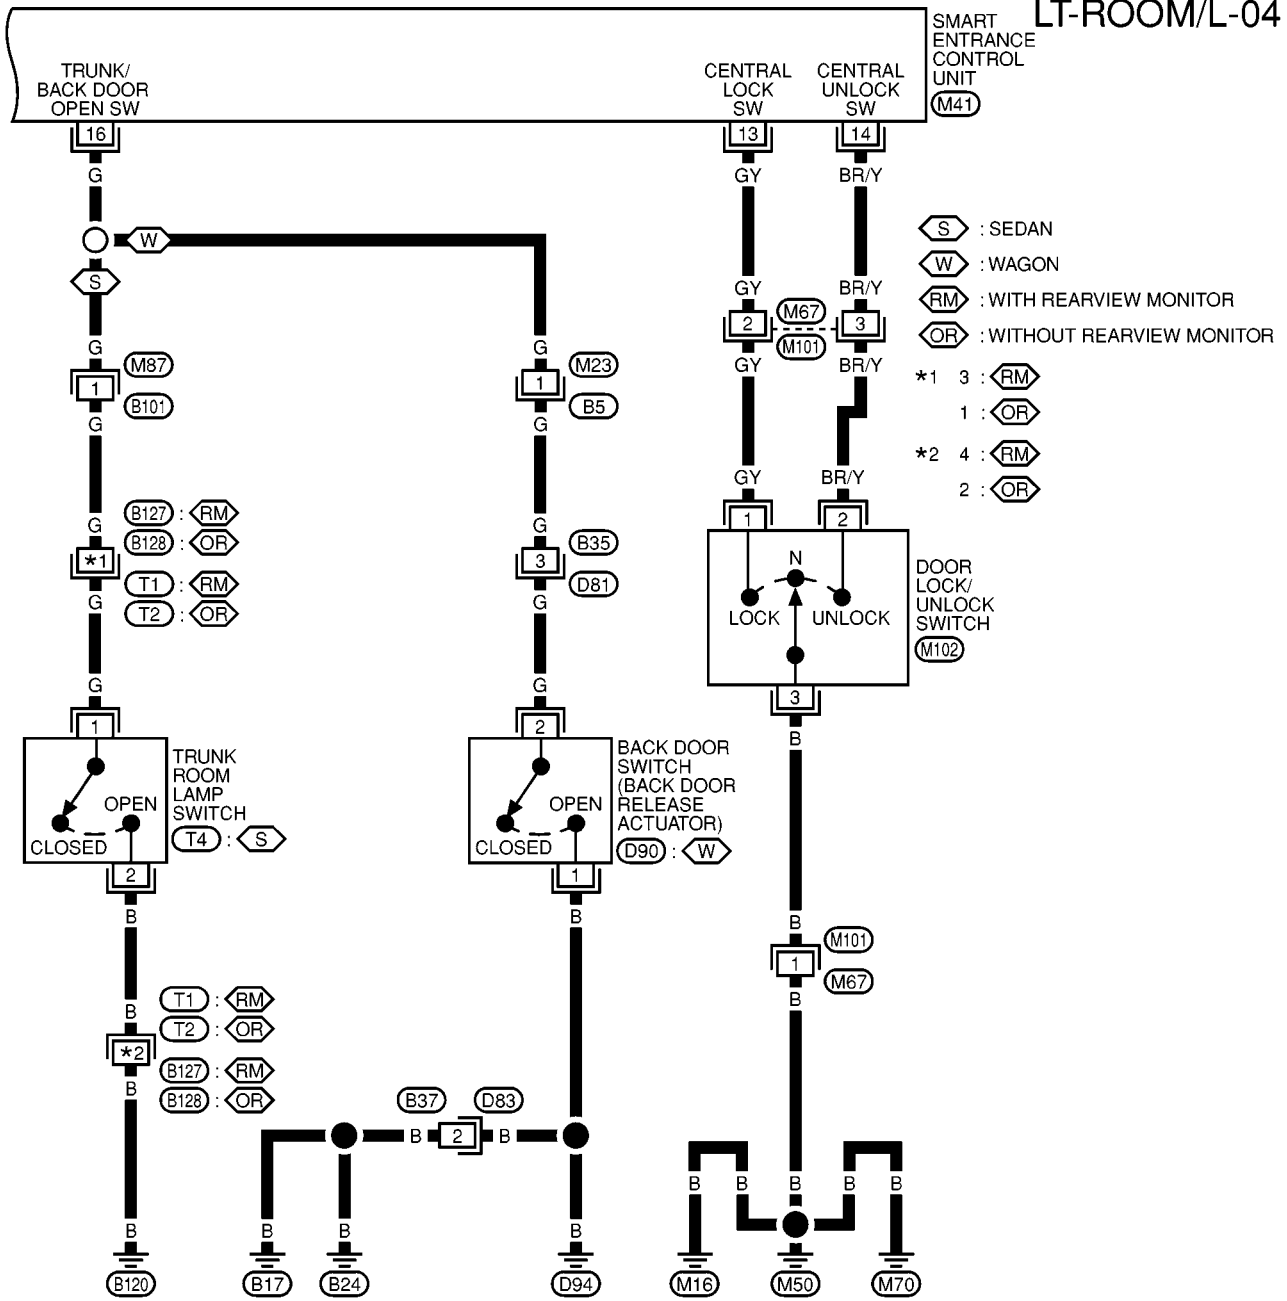 LT-ROOM/L-04
SMART
ENTRANCE
CONTROL
UNIT
M41
TRUNK/
BACK DOOR
OPEN SW
CENTRAL
LOCK
SW
CENTRAL
UNLOCK
SW
16
13
14
G
GY
BR/Y
W
S
S : SEDAN
W : WAGON
RM : WITH REARVIEW MONITOR
OR : WITHOUT REARVIEW MONITOR
*1 3 : RM
1 : OR
*2 4 : RM
2 : OR
GY
BR/Y
2
M67
3
M101
GY
BR/Y
G
M87
1
B101
G
G
M23
1
B5
G
GY
BR/Y
1
2
G
B127 : RM
B128 : OR
*1
T1 : RM
T2 : OR
G
G
B35
3
D81
G
N
LOCK
UNLOCK
DOOR
LOCK/
UNLOCK
SWITCH
M102
3
B
G
1
G
2
OPEN
CLOSED
TRUNK
ROOM
LAMP
SWITCH
T4 : S
OPEN
CLOSED
BACK DOOR
SWITCH
(BACK DOOR
RELEASE
ACTUATOR)
D90 : W
2
B
1
B
B
M101
1
M67
B
B
T1 : RM
T2 : OR
*2
B127 : RM
B128 : OR
B
B37
D83
B
2
B
B
B
B
B
B
B
B
B
B
B
B120
B17
B24
D94
M16
M50
M70